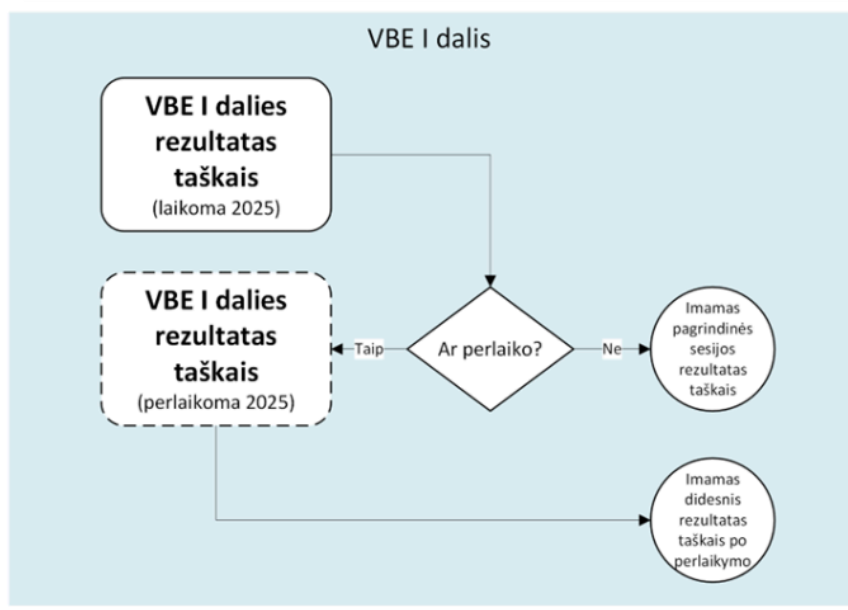 VBE I dalis
VBE I dalies
rezultatas
taškais
(laikoma 2025)
VBE I dalies
rezultatas
taškais
(perlaikoma 2025)
Taip
Ar perlaiko?
Ne
Imamas
pagrindinės
sesijos
rezultatas
taškais
Imamas
didesnis
rezultatas
taškais po
perlaikymo